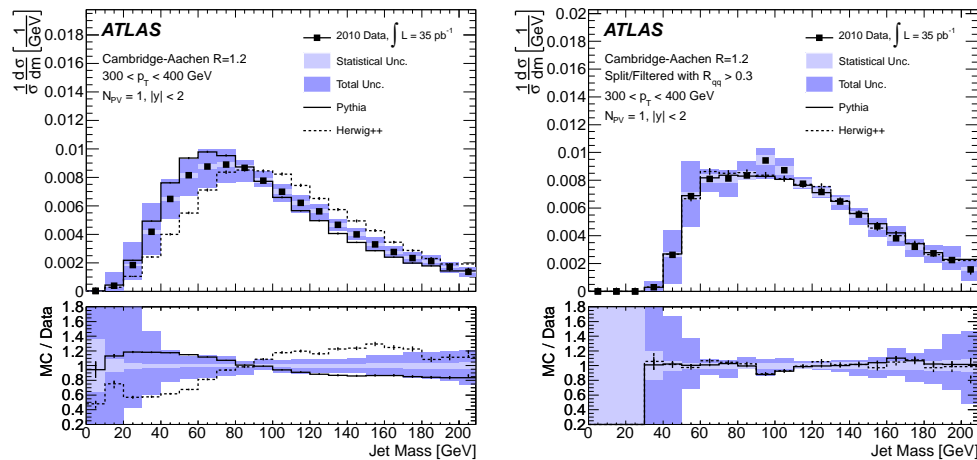 ATLAS
2010 Data, ∫ L = 35 pb⁻¹
Statistical Unc.
Total Unc.
Pythia
Herwig++
Cambridge-Aachen R=1.2
300 < p_T < 400 GeV
N_PV = 1, |y| < 2
1/σ dσ/dm [1/GeV]
0.018
0.016
0.014
0.012
0.01
0.008
0.006
0.004
0.002
0
MC / Data
1.8
1.6
1.4
1.2
1
0.8
0.6
0.4
0.2
0 20 40 60 80 100 120 140 160 180 200
Jet Mass [GeV]
ATLAS
2010 Data, ∫ L = 35 pb⁻¹
Statistical Unc.
Total Unc.
Pythia
Herwig++
Cambridge-Aachen R=1.2
Split/Filtered with R_qq > 0.3
300 < p_T < 400 GeV
N_PV = 1, |y| < 2
1/σ dσ/dm [1/GeV]
0.02
0.018
0.016
0.014
0.012
0.01
0.008
0.006
0.004
0.002
0
MC / Data
1.8
1.6
1.4
1.2
1
0.8
0.6
0.4
0.2
0 20 40 60 80 100 120 140 160 180 200
Jet Mass [GeV]